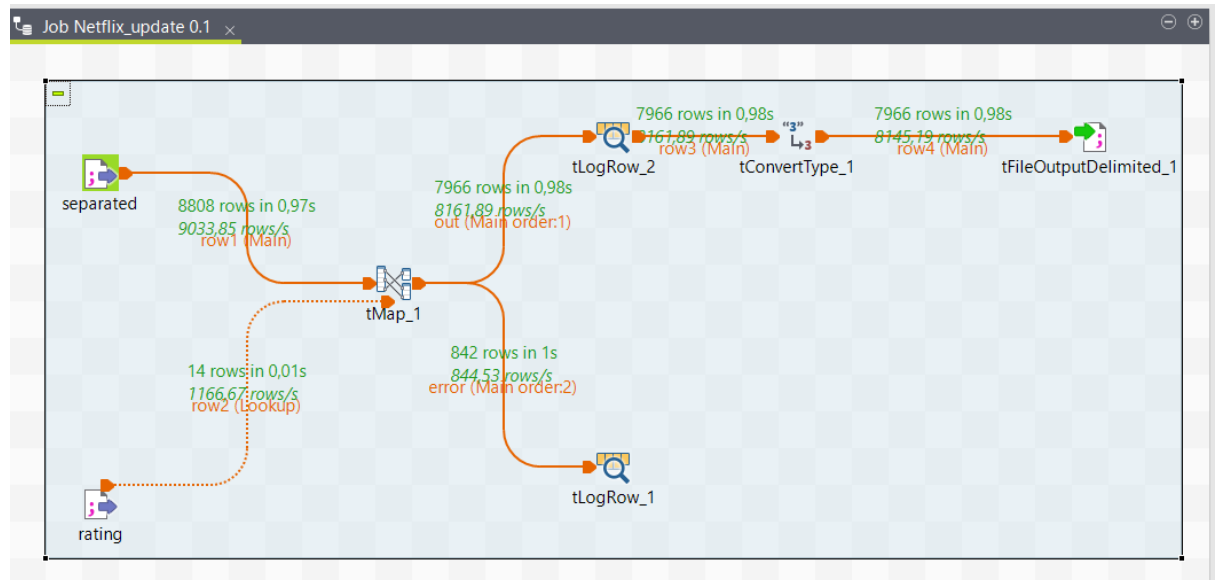 Job Netflix_update 0.1
7966 rows in 0,98s
8161,89 rows/s
row3 (Main)
7966 rows in 0,98s
8145,19 rows/s
row4 (Main)
"3"
3
tLogRow_2
tConvertType_1
tFileOutputDelimited_1
separated
8808 rows in 0,97s
9033,85 rows/s
row1 (Main)
7966 rows in 0,98s
8161,89 rows/s
out (Main order:1)
tMap_1
14 rows in 0,01s
1166,67 rows/s
row2 (Lookup)
842 rows in 1s
844,53 rows/s
error (Main order:2)
tLogRow_1
rating